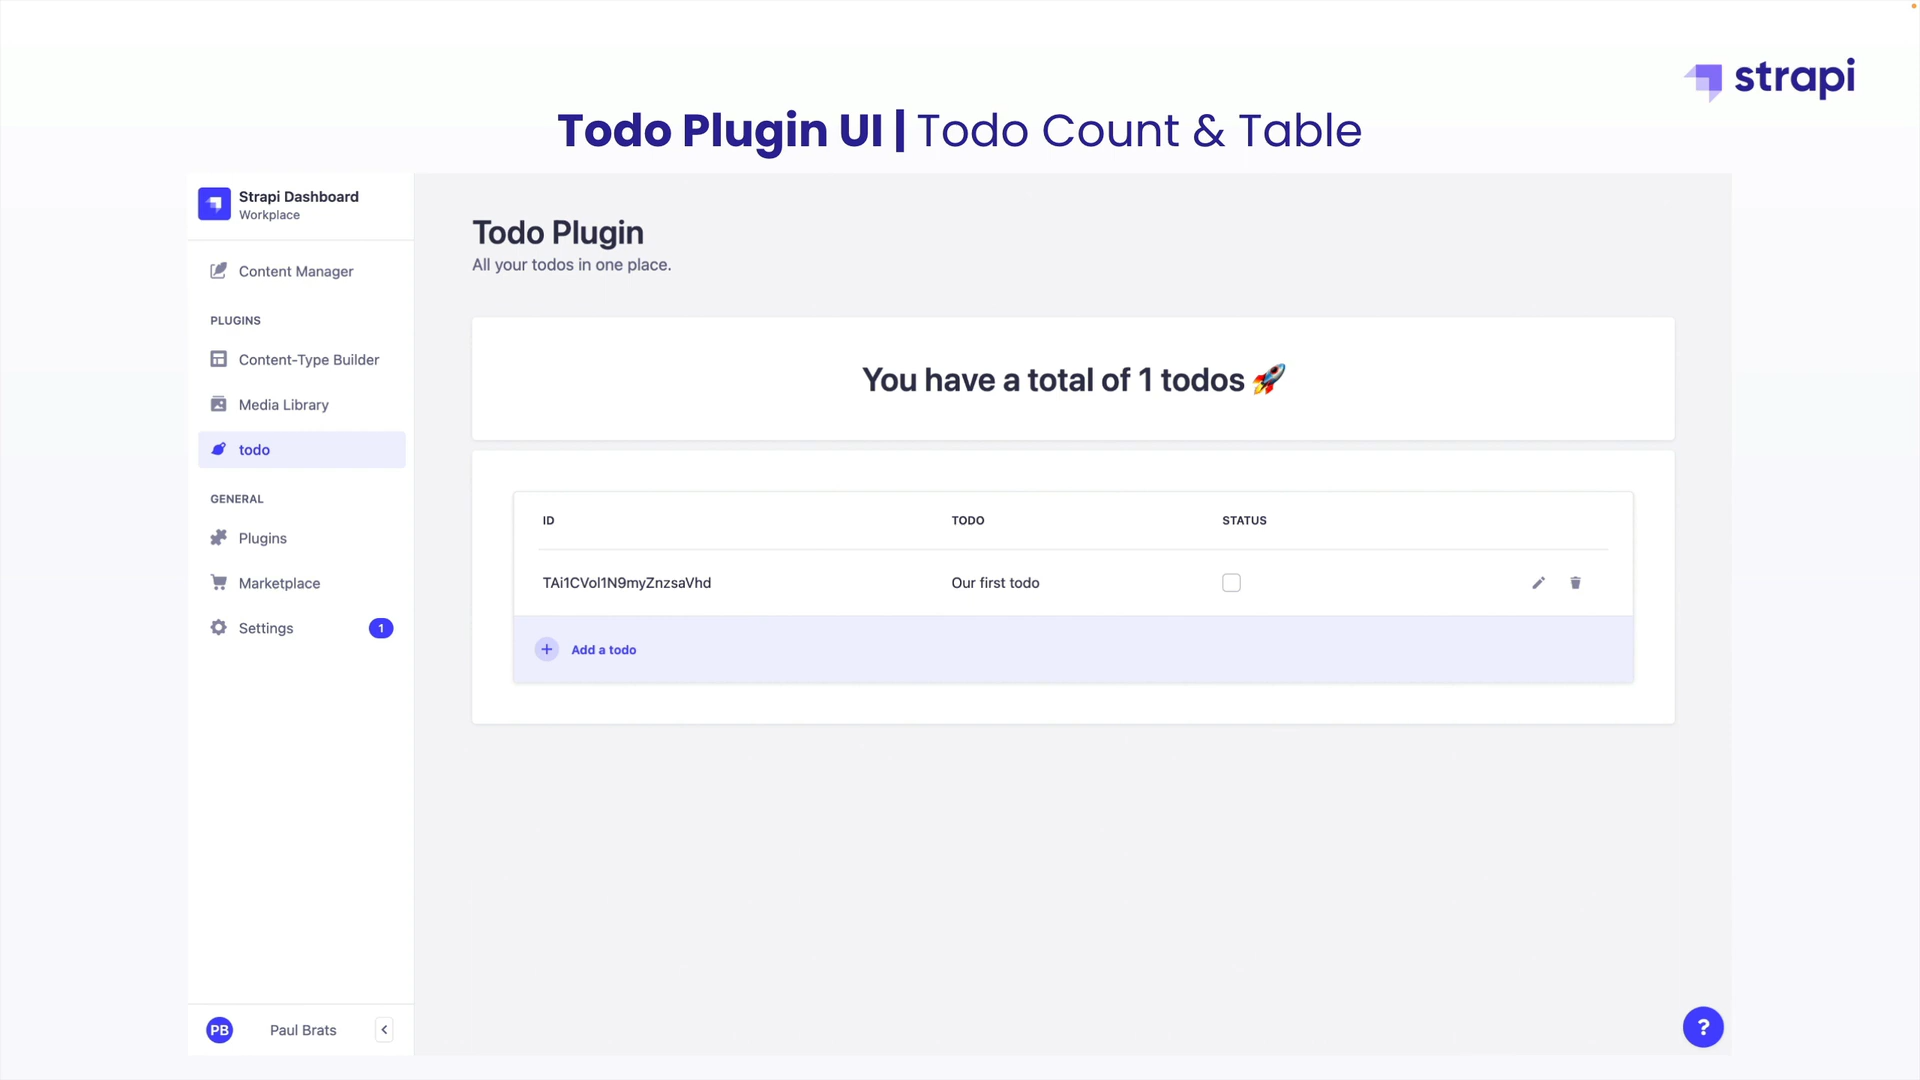 strapi
Todo Plugin UI | Todo Count & Table
Strapi Dashboard
Workplace
Content Manager
PLUGINS
Content-Type Builder
Media Library
todo
GENERAL
Plugins
Marketplace
Settings 1
PB Paul Brats
Todo Plugin
All your todos in one place.
You have a total of 1 todos 🚀
ID TODO STATUS
TAi1CVol1N9myZnzsaVhd Our first todo
+ Add a todo
?